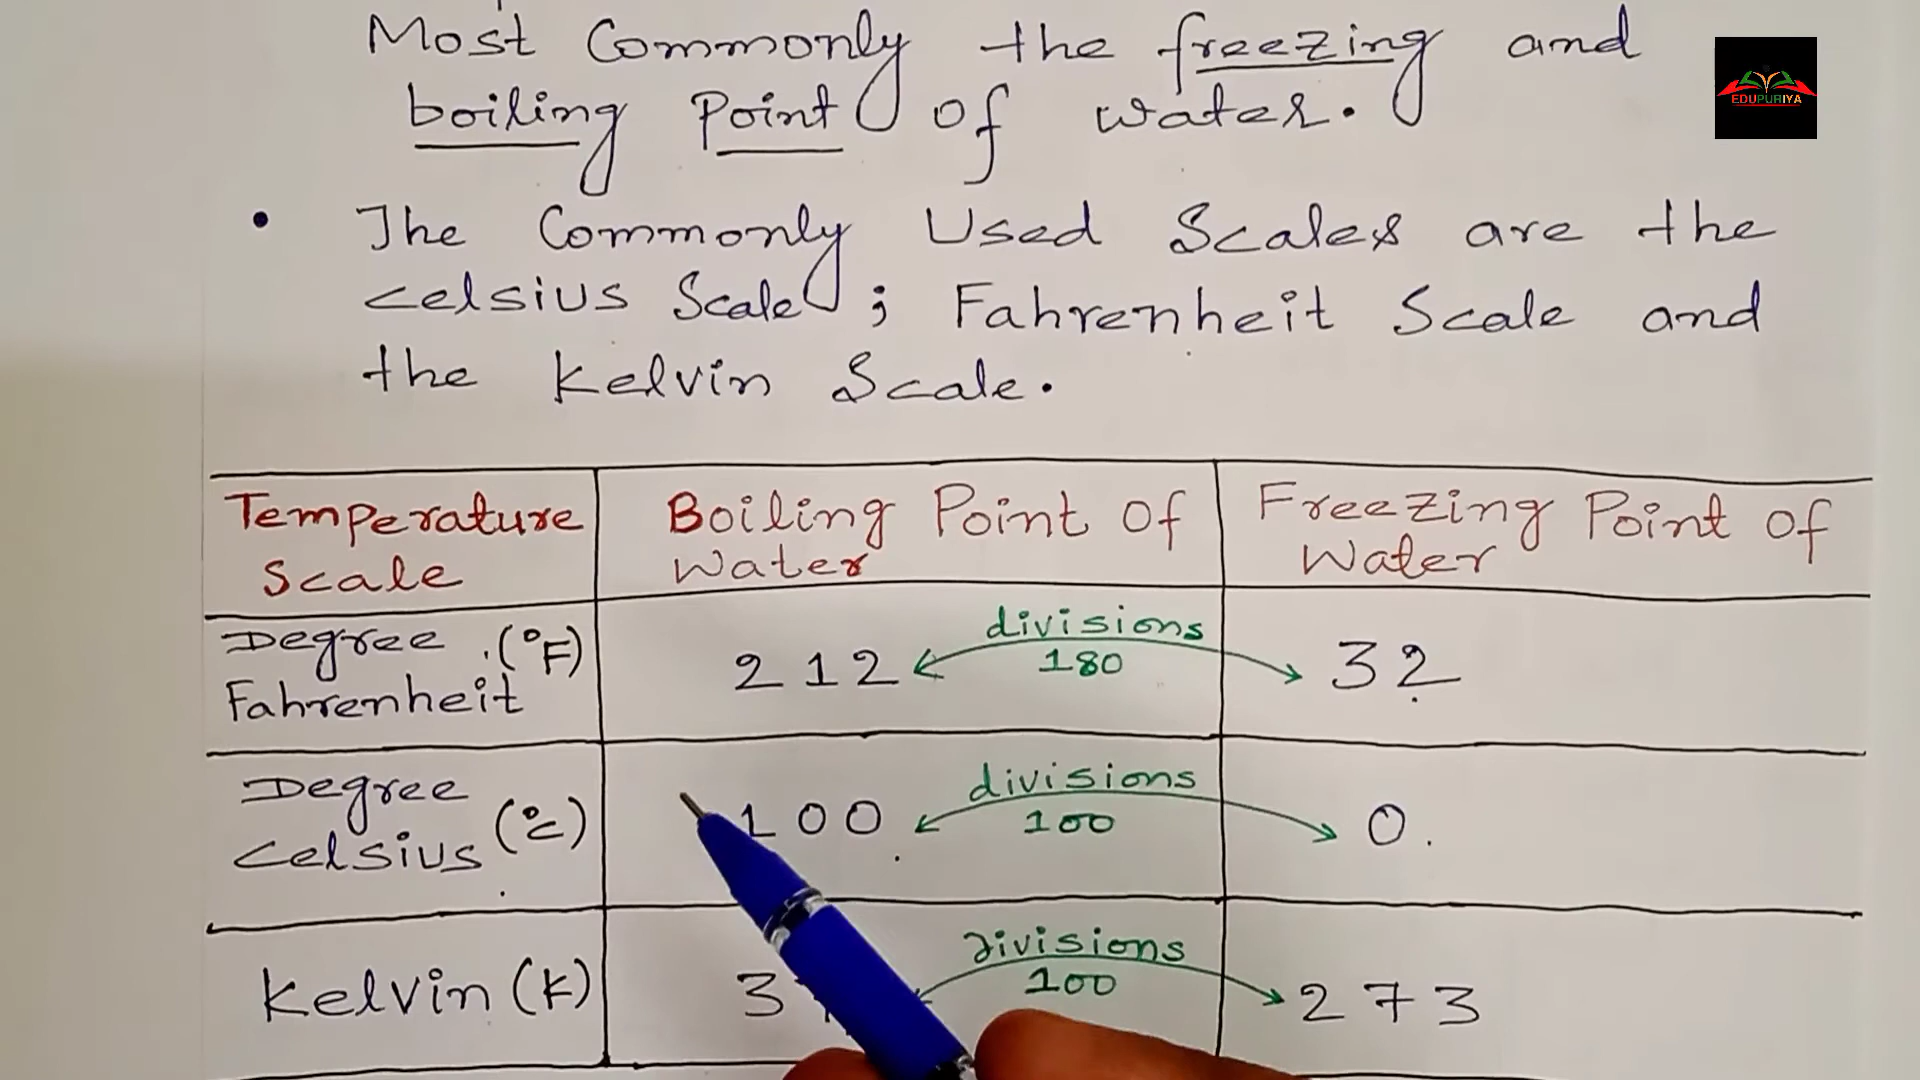 Most Commonly the freezing and
boiling Point of water.
EDUPURIYA
• The Commonly Used Scales are the
Celsius Scale ; Fahrenheit Scale and
the Kelvin Scale.
Temperature Scale
Boiling Point Of Water
Freezing Point Of Water
Degree Fahrenheit (°F)
212
divisions
180
32
Degree Celsius (°C)
100
divisions
100
0
Kelvin (K)
divisions
100
273